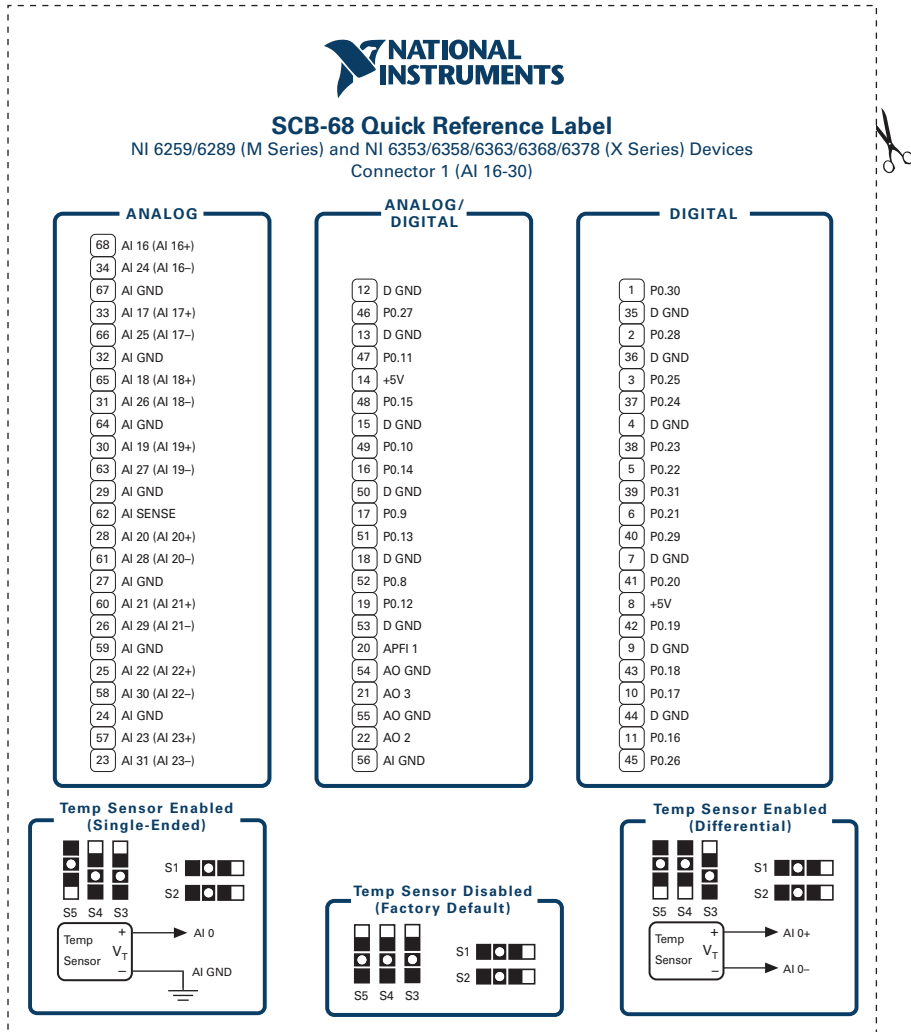 NATIONAL
INSTRUMENTS
SCB-68 Quick Reference Label
NI 6259/6289 (M Series) and NI 6353/6358/6363/6368/6378 (X Series) Devices
Connector 1 (AI 16-30)
ANALOG
68 AI 16 (AI 16+)
34 AI 24 (AI 16–)
67 AI GND
33 AI 17 (AI 17+)
66 AI 25 (AI 17–)
32 AI GND
65 AI 18 (AI 18+)
31 AI 26 (AI 18–)
64 AI GND
30 AI 19 (AI 19+)
63 AI 27 (AI 19–)
29 AI GND
62 AI SENSE
28 AI 20 (AI 20+)
61 AI 28 (AI 20–)
27 AI GND
60 AI 21 (AI 21+)
26 AI 29 (AI 21–)
59 AI GND
25 AI 22 (AI 22+)
58 AI 30 (AI 22–)
24 AI GND
57 AI 23 (AI 23+)
23 AI 31 (AI 23–)
ANALOG/
DIGITAL
12 D GND
46 P0.27
13 D GND
47 P0.11
14 +5V
48 P0.15
15 D GND
49 P0.10
16 P0.14
50 D GND
17 P0.9
51 P0.13
18 D GND
52 P0.8
19 P0.12
53 D GND
20 APFI 1
54 AO GND
21 AO 3
55 AO GND
22 AO 2
56 AI GND
DIGITAL
1 P0.30
35 D GND
2 P0.28
36 D GND
3 P0.25
37 P0.24
4 D GND
38 P0.23
5 P0.22
39 P0.31
6 P0.21
40 P0.29
7 D GND
41 P0.20
8 +5V
42 P0.19
9 D GND
43 P0.18
10 P0.17
44 D GND
11 P0.16
45 P0.26
Temp Sensor Enabled
(Single-Ended)
S1
S2
S5 S4 S3
Temp
Sensor
+
VT
–
AI 0
AI GND
Temp Sensor Disabled
(Factory Default)
S1
S2
S5 S4 S3
Temp Sensor Enabled
(Differential)
S1
S2
S5 S4 S3
Temp
Sensor
+
VT
–
AI 0+
AI 0–